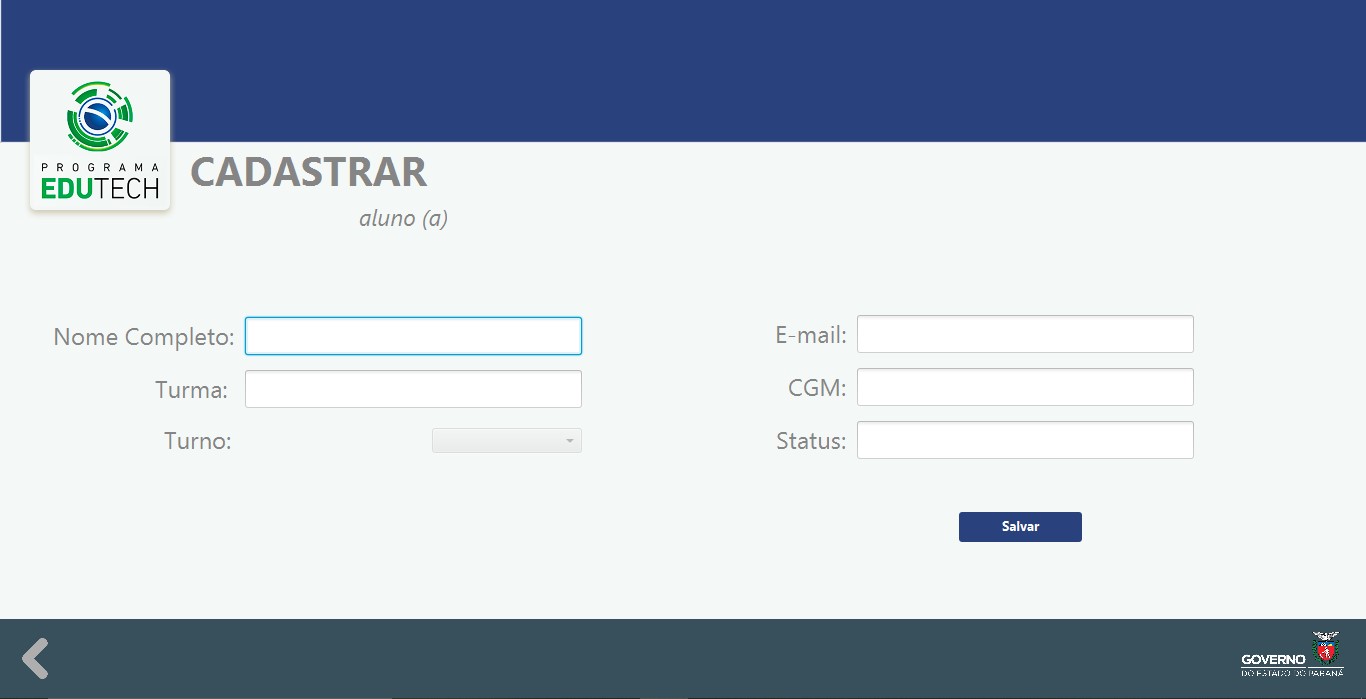 PROGRAMA
EDUTECH
CADASTRAR
aluno (a)
Nome Completo:
E-mail:
Turma:
CGM:
Turno:
Status:
Salvar
GOVERNO
DO ESTADO DO PARANÁ